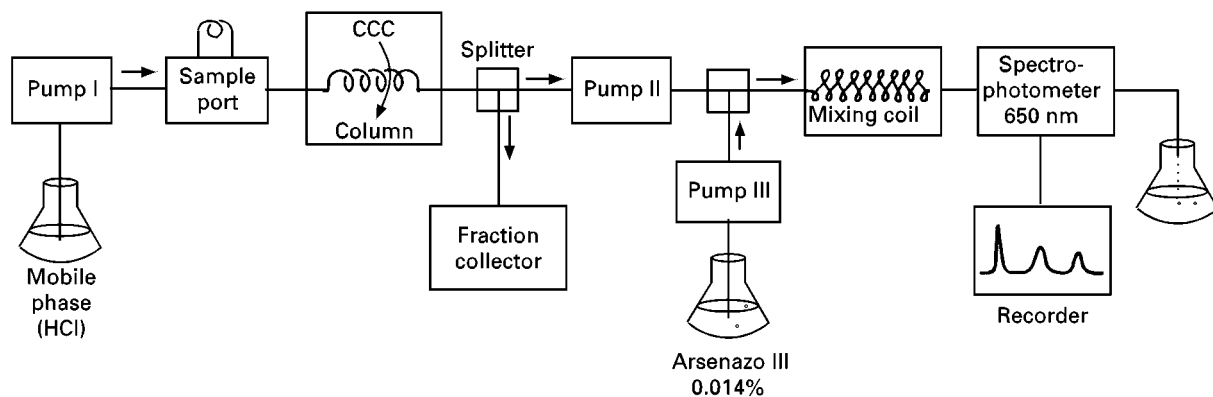 Pump I
Mobile
phase
(HCl)
Sample
port
CCC
Column
Splitter
Fraction
collector
Pump II
Pump III
Arsenazo III
0.014%
Mixing coil
Spectro-
photometer
650 nm
Recorder